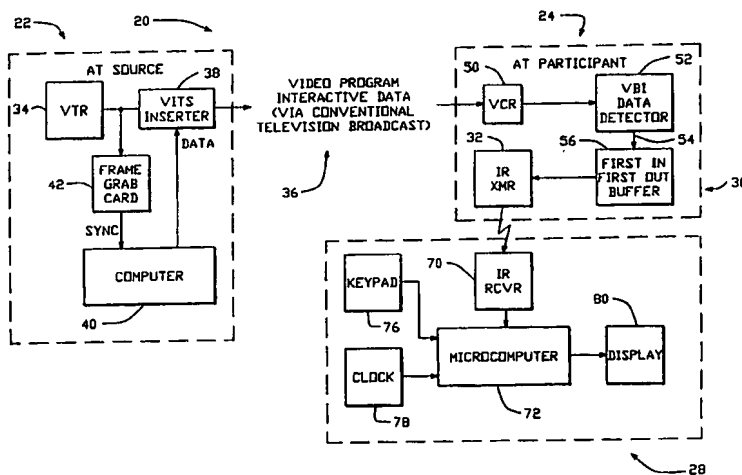 22
20
24
AT SOURCE
38
34
VTR
VITS
INSERTER
DATA
42
FRAME
GRAB
CARD
SYNC
COMPUTER
40
VIDEO PROGRAM
INTERACTIVE DATA
(VIA CONVENTIONAL
TELEVISION BROADCAST)
36
AT PARTICIPANT
50
52
VCR
VBI
DATA
DETECTOR
32
56
54
IR
XMR
FIRST IN
FIRST OUT
BUFFER
30
70
IR
RCVR
KEYPAD
76
80
MICROCOMPUTER
72
DISPLAY
CLOCK
78
28